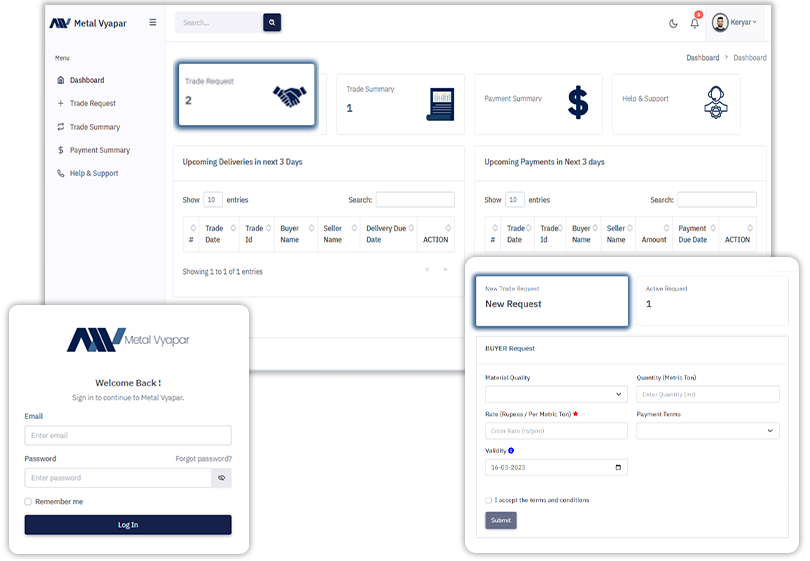 Metal Vyapar
Search...
8
Keryar
Menu
Dashboard
Trade Request
Trade Summary
Payment Summary
Help & Support
Dashboard > Dashboard
Trade Request
2
Trade Summary
1
Payment Summary
$
Help & Support
Upcoming Deliveries in next 3 Days
Show 10 entries
Search:
# Trade Date Trade Id Buyer Name Seller Name Delivery Due Date ACTION
Showing 1 to 1 of 1 entries
Upcoming Payments in Next 3 days
Show 10 entries
Search:
# Trade Date Trade Id Buyer Name Seller Name Amount Payment Due Date ACTION
Metal Vyapar
Welcome Back !
Sign in to continue to Metal Vyapar.
Email
Enter email
Password Forgot password?
Enter password
Remember me
Log In
New Trade Request
New Request
Active Request
1
BUYER Request
Material Quality
Quantity (Metric Ton)
Enter Quantity (mt)
Rate (Rupees / Per Metric Ton) *
Enter Rate (rs/pmt)
Payment Terms
Validity
16-03-2023
I accept the terms and conditions
Submit